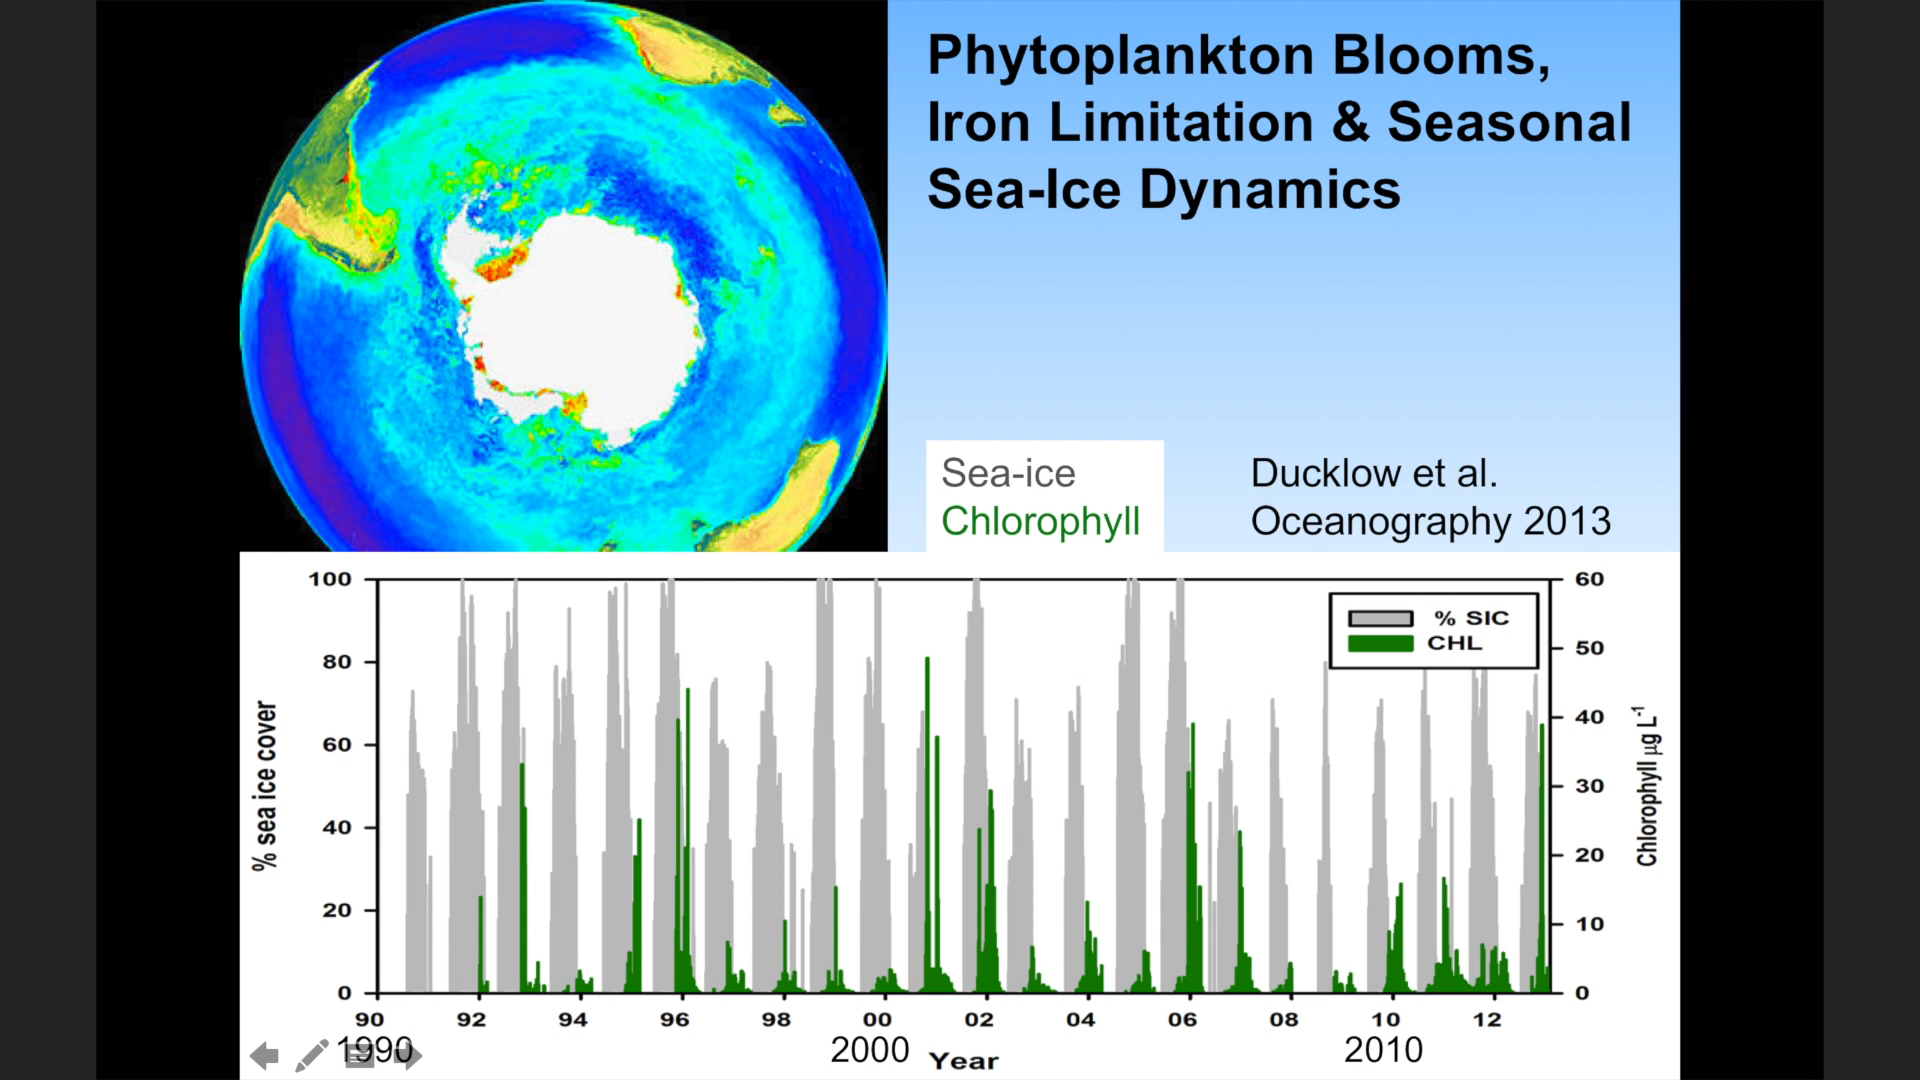 Phytoplankton Blooms,
Iron Limitation & Seasonal
Sea-Ice Dynamics
Sea-ice
Chlorophyll
Ducklow et al.
Oceanography 2013
100
80
60
40
20
0
% sea ice cover
% SIC
CHL
60
50
40
30
20
10
0
Chlorophyll µg L-1
90 92 94 96 98 00 02 04 06 08 10 12
1990 2000 2010
Year